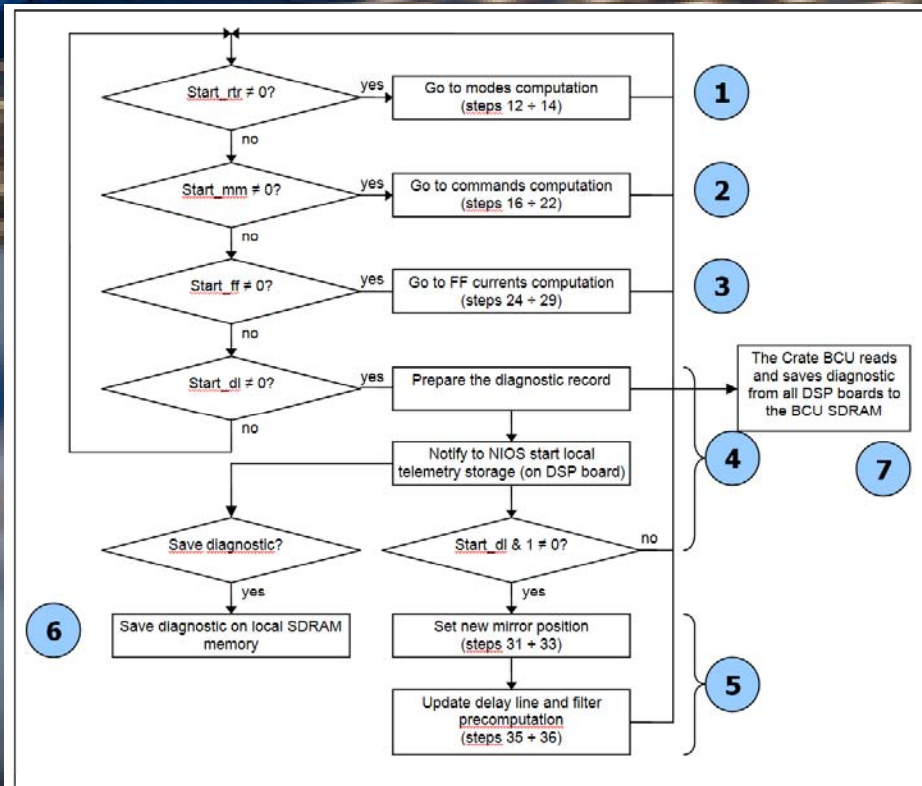 Start_rtr ≠ 0?
yes
Go to modes computation
(steps 12 ÷ 14)
1
no
Start_mm ≠ 0?
yes
Go to commands computation
(steps 16 ÷ 22)
2
no
Start_ff ≠ 0?
yes
Go to FF currents computation
(steps 24 ÷ 29)
3
no
Start_dl ≠ 0?
yes
Prepare the diagnostic record
The Crate BCU reads
and saves diagnostic
from all DSP boards to
the BCU SDRAM
no
4
7
Notify to NIOS start local
telemetry storage (on DSP board)
Save diagnostic?
Start_dl & 1 ≠ 0?
no
yes
yes
6
Save diagnostic on local SDRAM
memory
Set new mirror position
(steps 31 ÷ 33)
5
Update delay line and filter
precomputation
(steps 35 ÷ 36)